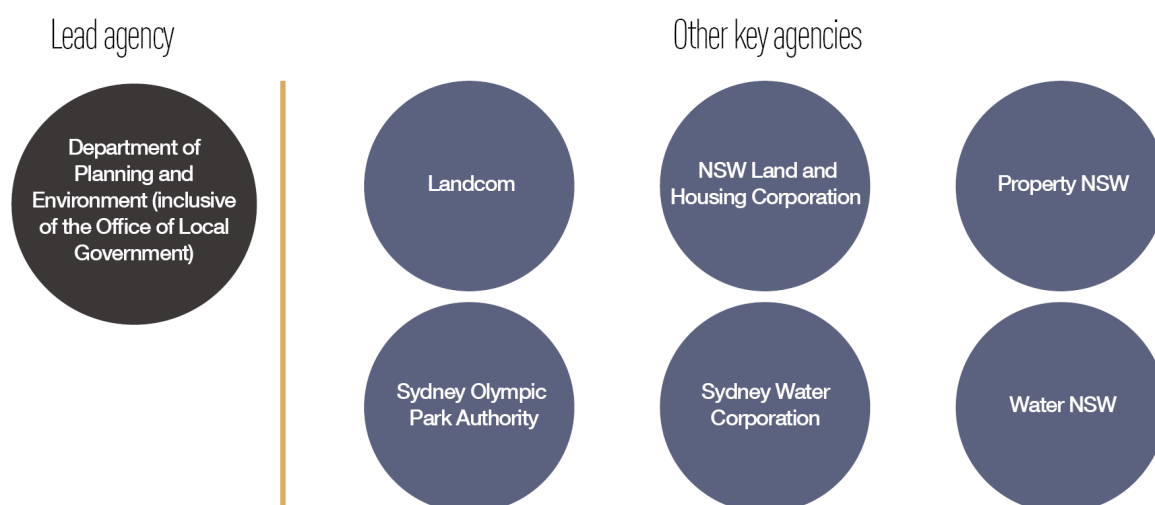 Lead agency
Other key agencies
Department of
Planning and
Environment (inclusive
of the Office of Local
Government)
Landcom
NSW Land and
Housing Corporation
Property NSW
Sydney Olympic
Park Authority
Sydney Water
Corporation
Water NSW